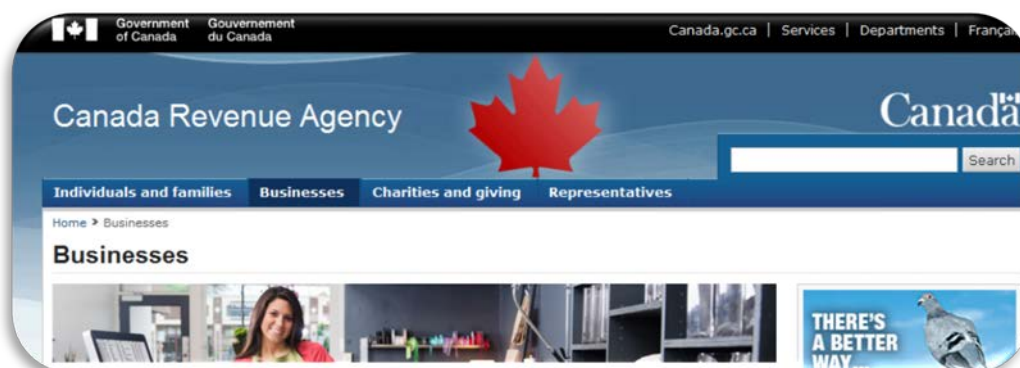 Government of Canada
Gouvernement du Canada
Canada.gc.ca | Services | Departments | Françai
Canada Revenue Agency
Canada
Search
Individuals and families Businesses Charities and giving Representatives
Home > Businesses
Businesses
THERE'S
A BETTER
WAY...